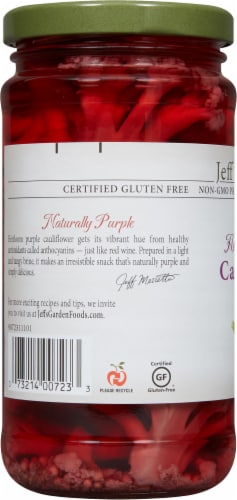 Jeff
CERTIFIED GLUTEN FREE
NON-GMO P
Naturally Purple
Heirloom purple cauliflower gets its vibrant hue from healthy
antioxidants called anthocyanins — just like red wine. Prepared in a light
and tangy brine, it makes an irresistible snack that's naturally purple and
simply delicious.
Jeff
For more exciting recipes and tips, we invite
you to visit us at JeffsGardenFoods.com.
0 73214 00723 3
PLEASE RECYCLE
Certified
GF
Gluten-Free
Ca